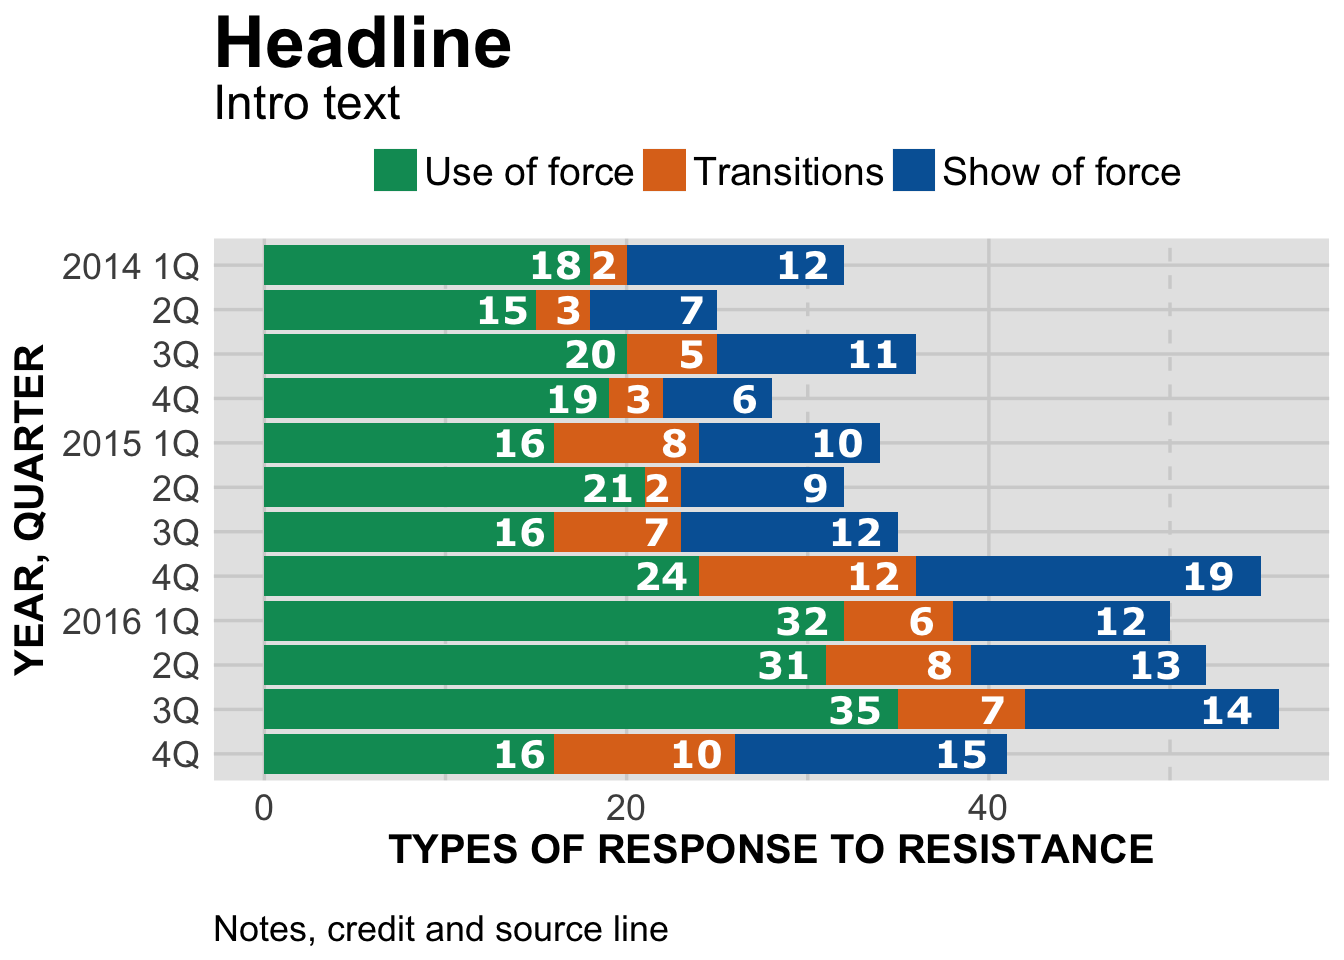 Headline
Intro text
Use of force Transitions Show of force
2014 1Q 18 2 12
2Q 15 3 7
3Q 20 5 11
4Q 19 3 6
2015 1Q 16 8 10
2Q 21 2 9
3Q 16 7 12
4Q 24 12 19
2016 1Q 32 6 12
2Q 31 8 13
3Q 35 7 14
4Q 16 10 15
YEAR, QUARTER
0 20 40
TYPES OF RESPONSE TO RESISTANCE
Notes, credit and source line